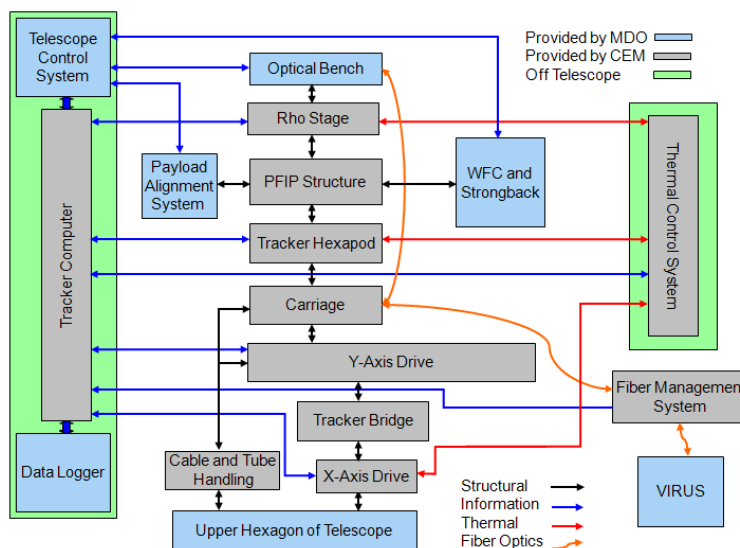 Telescope
Control
System
Optical Bench
Provided by MDO
Provided by CEM
Off Telescope
Rho Stage
Payload
Alignment
System
PFIP Structure
WFC and
Strongback
Tracker Computer
Tracker Hexapod
Thermal Control System
Carriage
Y-Axis Drive
Fiber Management
System
Tracker Bridge
Data Logger
Cable and Tube
Handling
X-Axis Drive
VIRUS
Upper Hexagon of Telescope
Structural
Information
Thermal
Fiber Optics